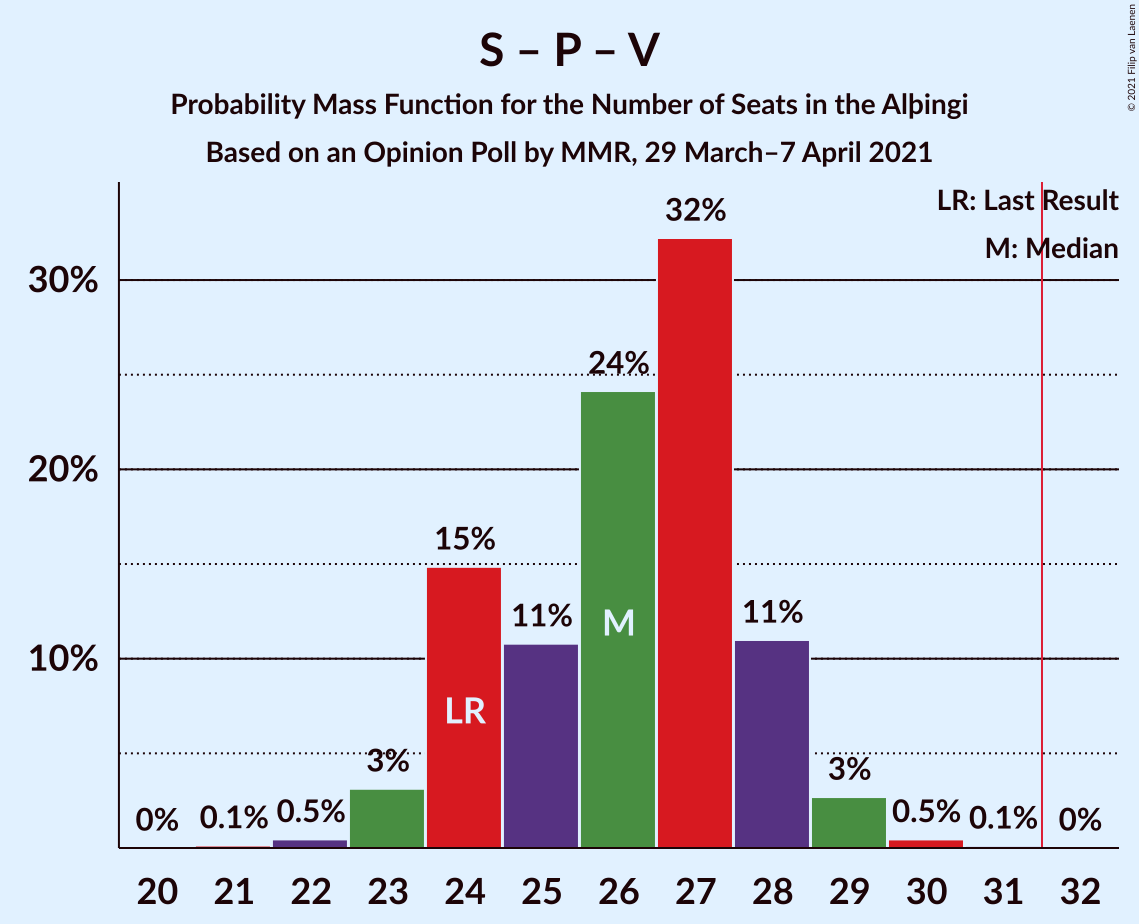 S – P – V
Probability Mass Function for the Number of Seats in the Alþingi
Based on an Opinion Poll by MMR, 29 March–7 April 2021
© 2021 Filip van Laenen
LR: Last Result
M: Median
30%
20%
10%
0%
0.1%
0.5%
3%
15%
11%
24%
32%
11%
3%
0.5%
0.1%
0%
LR
M
20 21 22 23 24 25 26 27 28 29 30 31 32